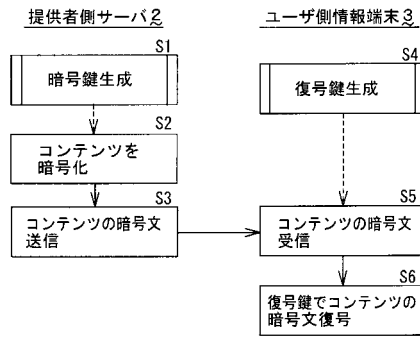 提供者側サーバ2
ユーザ側情報端末3
S1
暗号鍵生成
S4
復号鍵生成
S2
コンテンツを
暗号化
S3
コンテンツの暗号文
送信
S5
コンテンツの暗号文
受信
S6
復号鍵でコンテンツの
暗号文復号